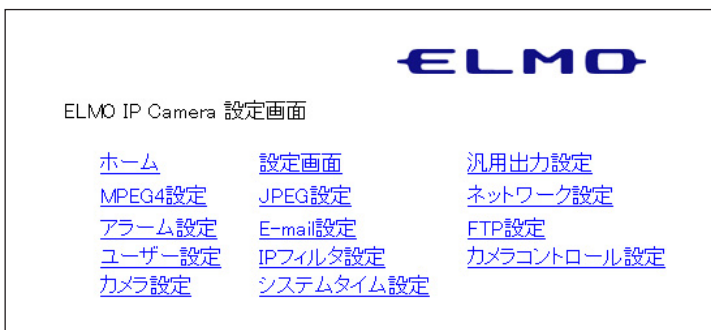 ELMO
ELMO IP Camera 設定画面
ホーム 設定画面 汎用出力設定
MPEG4設定 JPEG設定 ネットワーク設定
アラーム設定 E-mail設定 FTP設定
ユーザー設定 IPフィルタ設定 カメラコントロール設定
カメラ設定 システムタイム設定